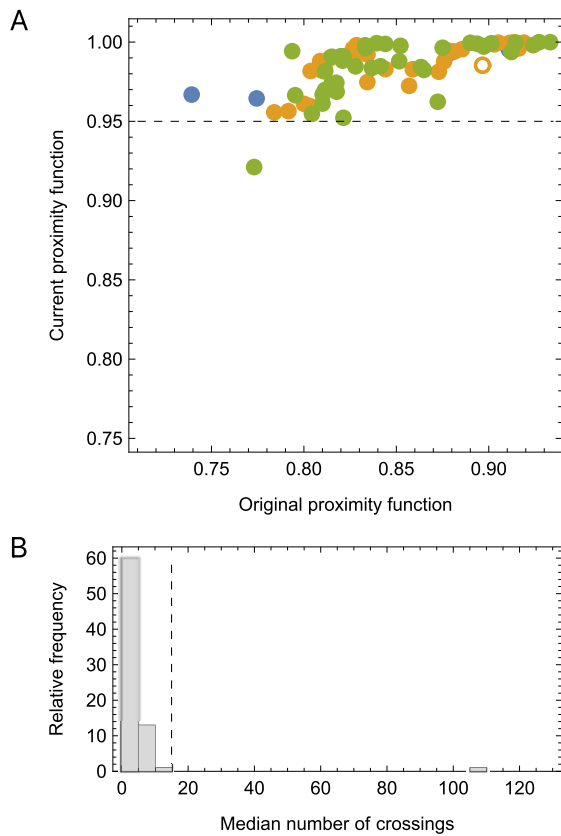 A
1.00
0.95
0.90
0.85
0.80
0.75
Current proximity function
0.75 0.80 0.85 0.90
Original proximity function
B
60
50
40
30
20
10
0
Relative frequency
0 20 40 60 80 100 120
Median number of crossings